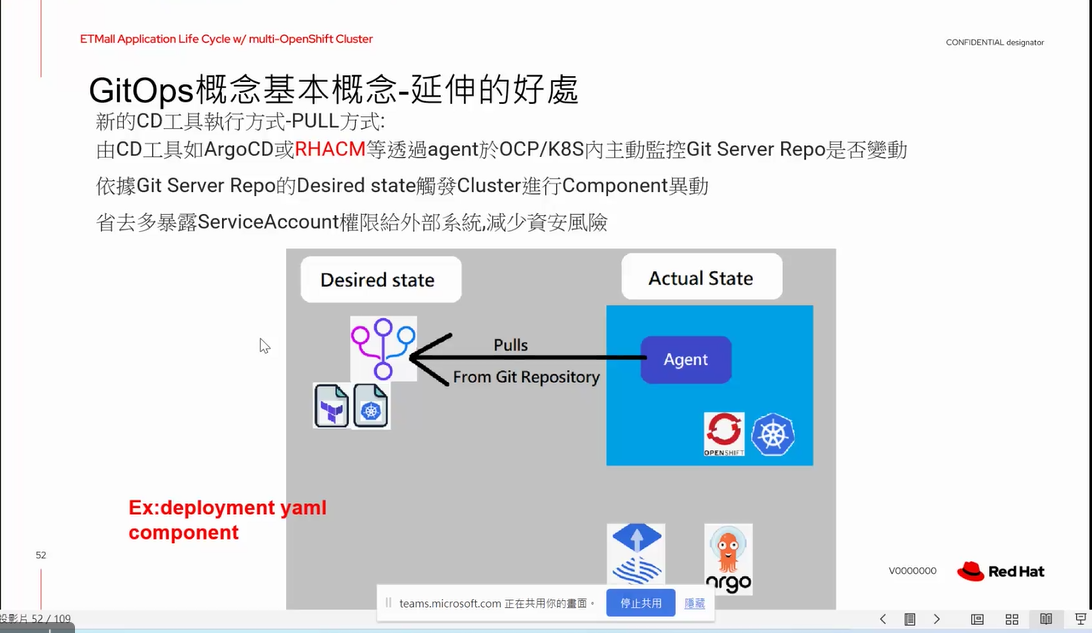 ETMall Application Life Cycle w/ multi-OpenShift Cluster
CONFIDENTIAL designator
GitOps概念基本概念-延伸的好處
新的CD工具執行方式-PULL方式:
由CD工具如ArgoCD或RHACM等透過agent於OCP/K8S內主動監控Git Server Repo是否變動
依據Git Server Repo的Desired state觸發Cluster進行Component異動
省去多暴露ServiceAccount權限給外部系統,減少資安風險
Desired state
Actual State
Pulls
From Git Repository
Agent
OPENSHIFT
Ex:deployment yaml
component
argo
52
V0000000
Red Hat
teams.microsoft.com 正在共用你的畫面。
停止共用
隱藏
投影片 52 / 109